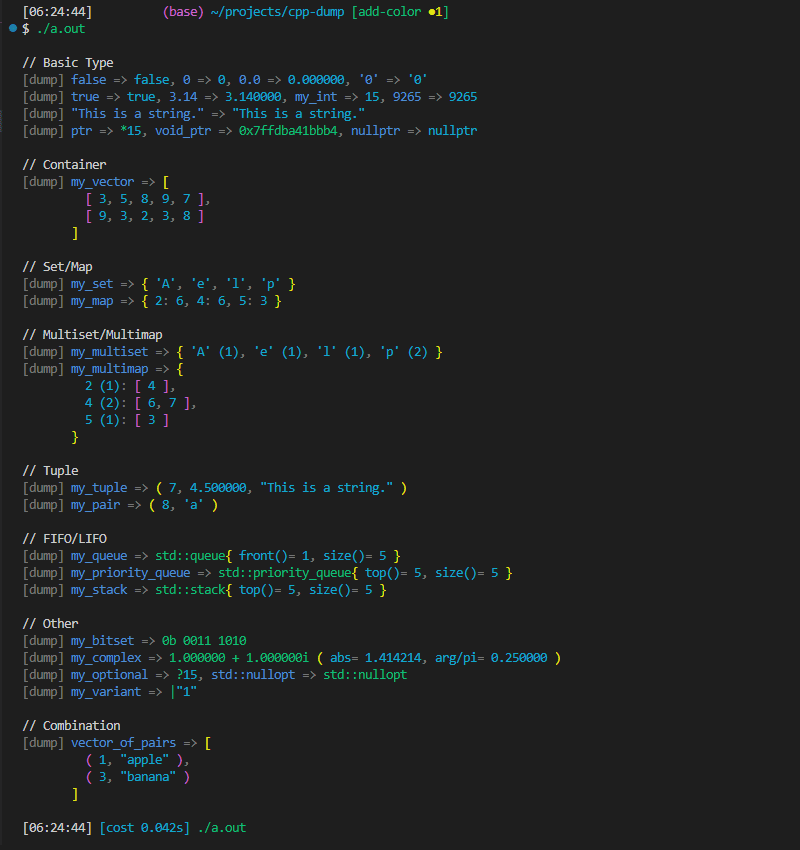 [06:24:44] (base) ~/projects/cpp-dump [add-color ●1]
$ ./a.out
// Basic Type
[dump] false => false, 0 => 0, 0.0 => 0.000000, '0' => '0'
[dump] true => true, 3.14 => 3.140000, my_int => 15, 9265 => 9265
[dump] "This is a string." => "This is a string."
[dump] ptr => *15, void_ptr => 0x7ffdba41bbb4, nullptr => nullptr
// Container
[dump] my_vector => [
[ 3, 5, 8, 9, 7 ],
[ 9, 3, 2, 3, 8 ]
]
// Set/Map
[dump] my_set => { 'A', 'e', 'l', 'p' }
[dump] my_map => { 2: 6, 4: 6, 5: 3 }
// Multiset/Multimap
[dump] my_multiset => { 'A' (1), 'e' (1), 'l' (1), 'p' (2) }
[dump] my_multimap => {
2 (1): [ 4 ],
4 (2): [ 6, 7 ],
5 (1): [ 3 ]
}
// Tuple
[dump] my_tuple => ( 7, 4.500000, "This is a string." )
[dump] my_pair => ( 8, 'a' )
// FIFO/LIFO
[dump] my_queue => std::queue{ front()= 1, size()= 5 }
[dump] my_priority_queue => std::priority_queue{ top()= 5, size()= 5 }
[dump] my_stack => std::stack{ top()= 5, size()= 5 }
// Other
[dump] my_bitset => 0b 0011 1010
[dump] my_complex => 1.000000 + 1.000000i ( abs= 1.414214, arg/pi= 0.250000 )
[dump] my_optional => ?15, std::nullopt => std::nullopt
[dump] my_variant => |"1"
// Combination
[dump] vector_of_pairs => [
( 1, "apple" ),
( 3, "banana" )
]
[06:24:44] [cost 0.042s] ./a.out